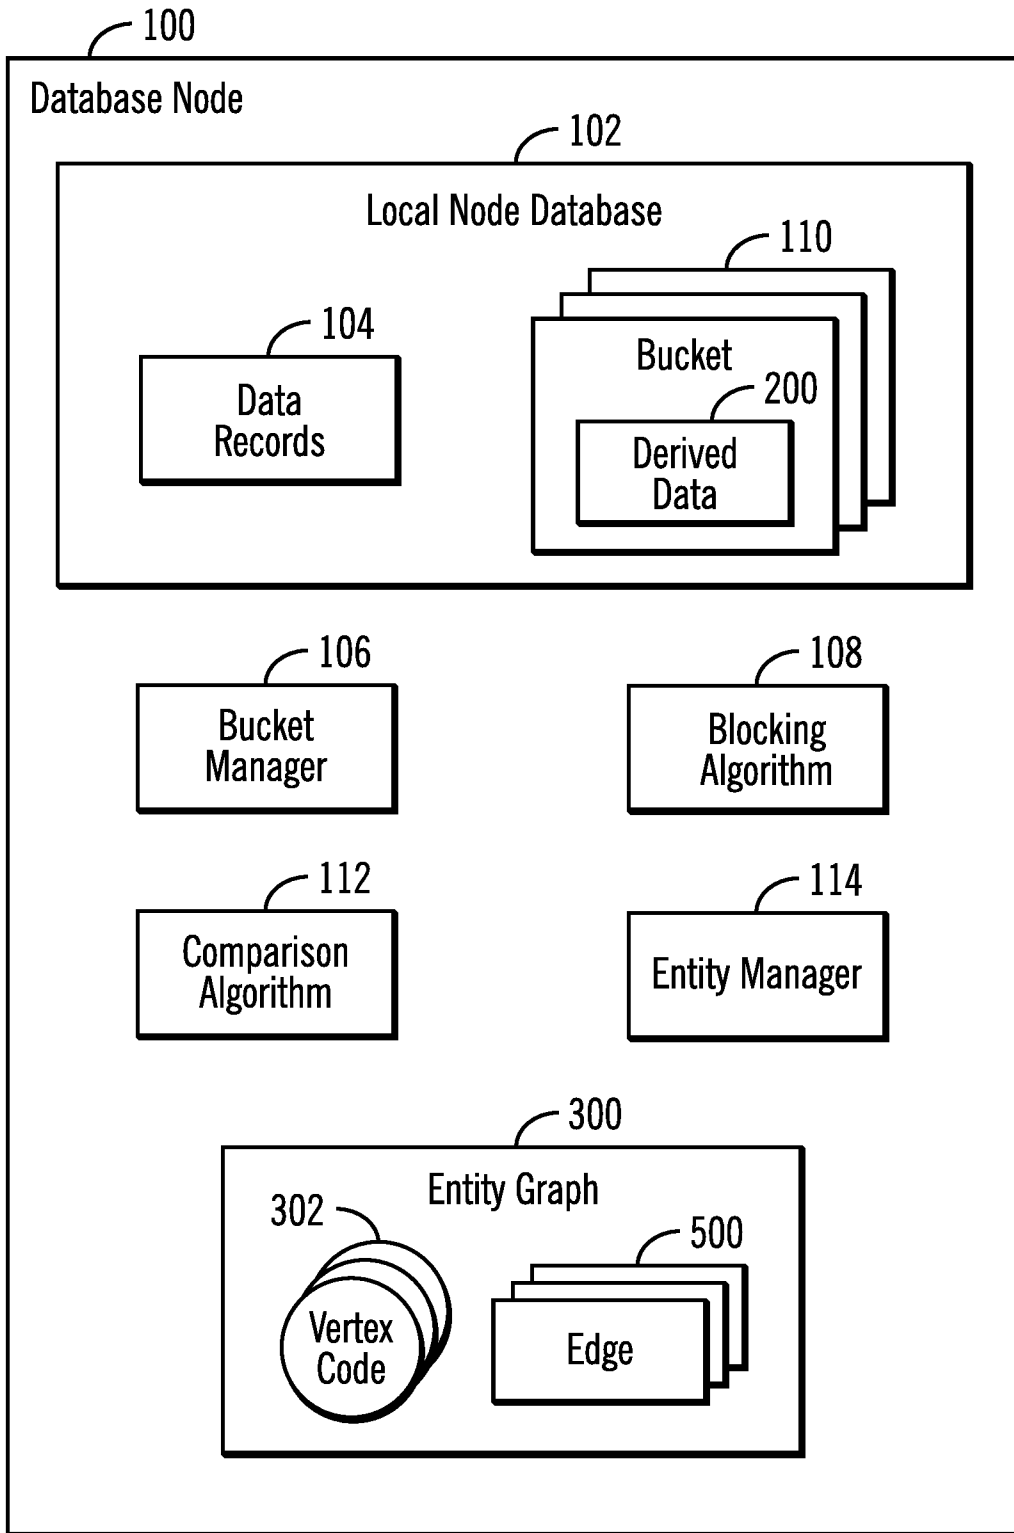 100
Database Node
102
Local Node Database
110
104
Bucket
Data
Records
200
Derived
Data
106
108
Bucket
Manager
Blocking
Algorithm
112
114
Comparison
Algorithm
Entity Manager
300
Entity Graph
302
500
Vertex
Code
Edge